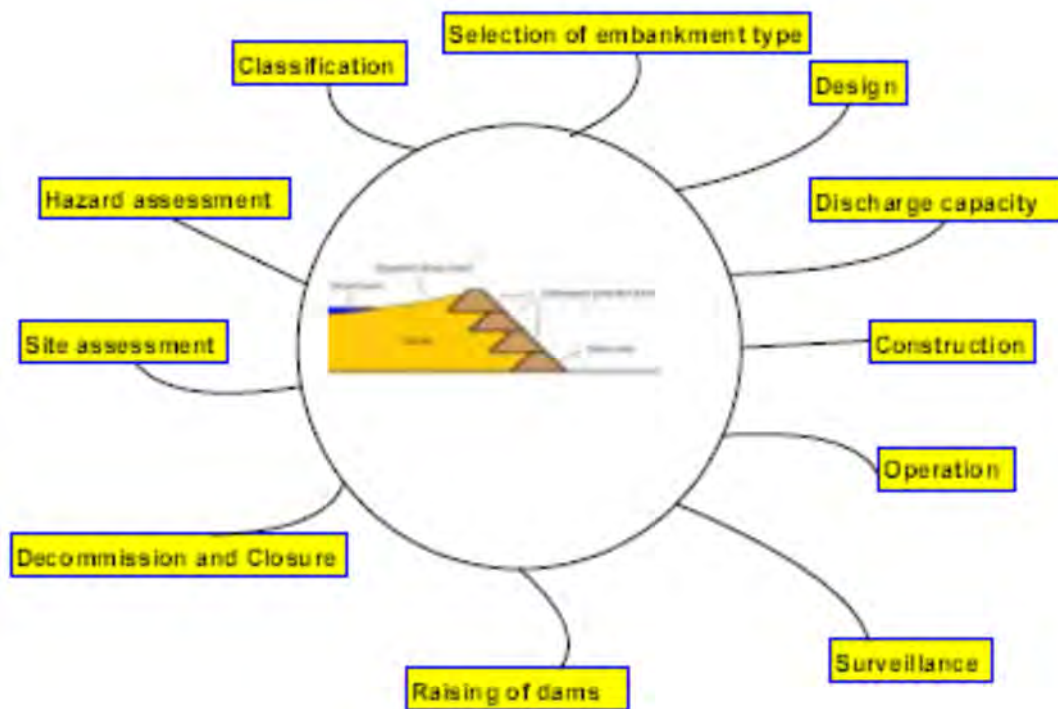 Selection of embankment type
Classification
Design
Hazard assessment
Discharge capacity
Site assessment
Construction
Operation
Decommission and Closure
Surveillance
Raising of dams